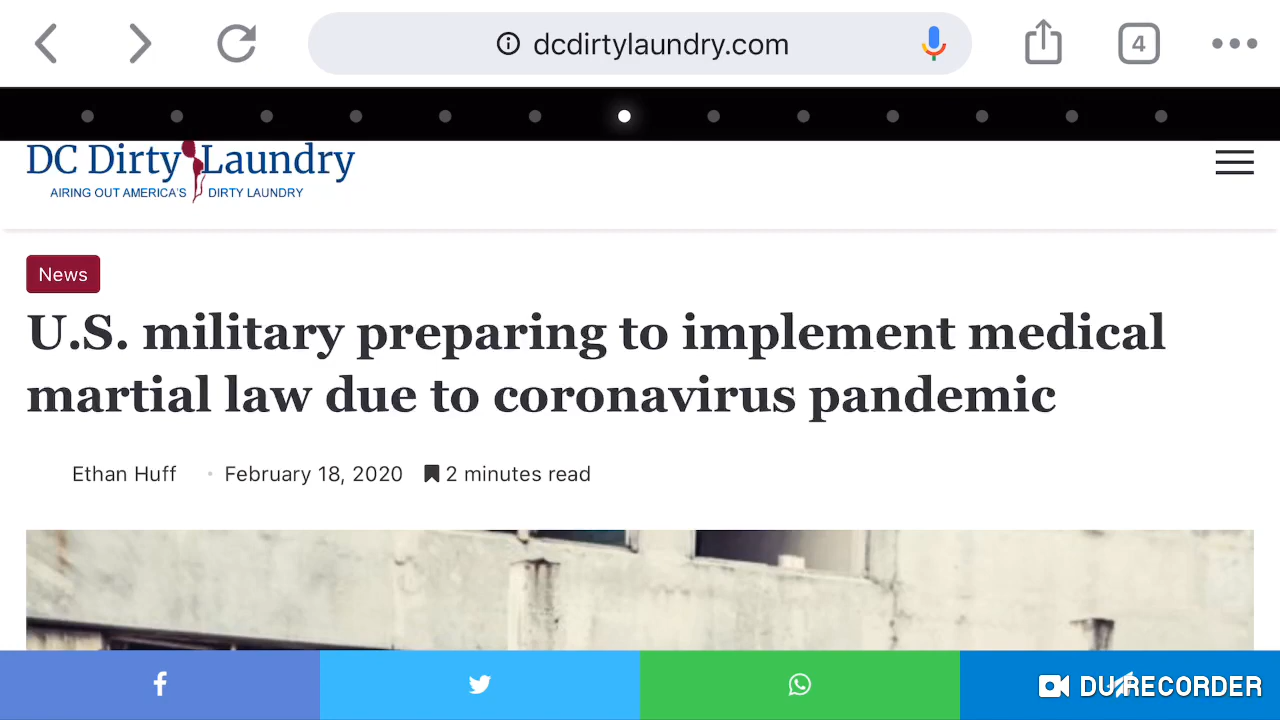 dcdirtylaundry.com
4
DC Dirty Laundry
AIRING OUT AMERICA'S DIRTY LAUNDRY
News
U.S. military preparing to implement medical
martial law due to coronavirus pandemic
Ethan Huff • February 18, 2020 2 minutes read
DU RECORDER